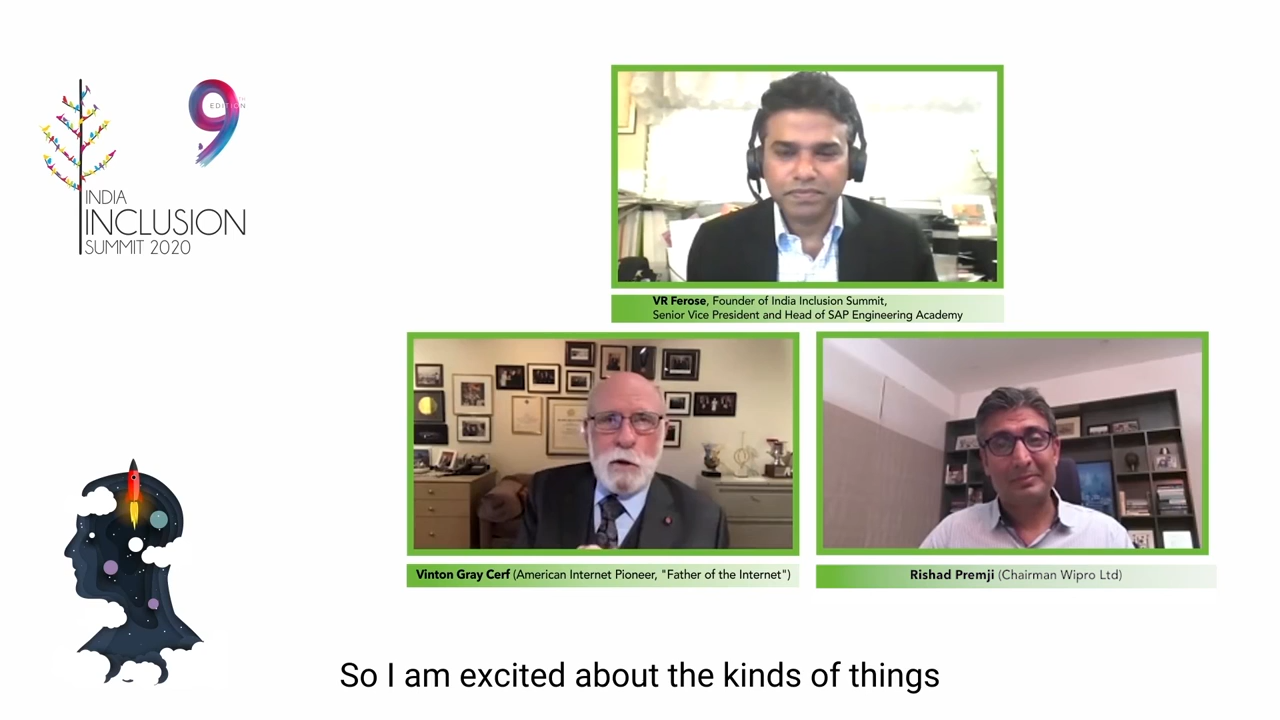 9
TH
EDITION
INDIA
INCLUSION
SUMMIT 2020
VR Ferose, Founder of India Inclusion Summit,
Senior Vice President and Head of SAP Engineering Academy
Vinton Gray Cerf (American Internet Pioneer, "Father of the Internet")
Rishad Premji (Chairman Wipro Ltd)
So I am excited about the kinds of things